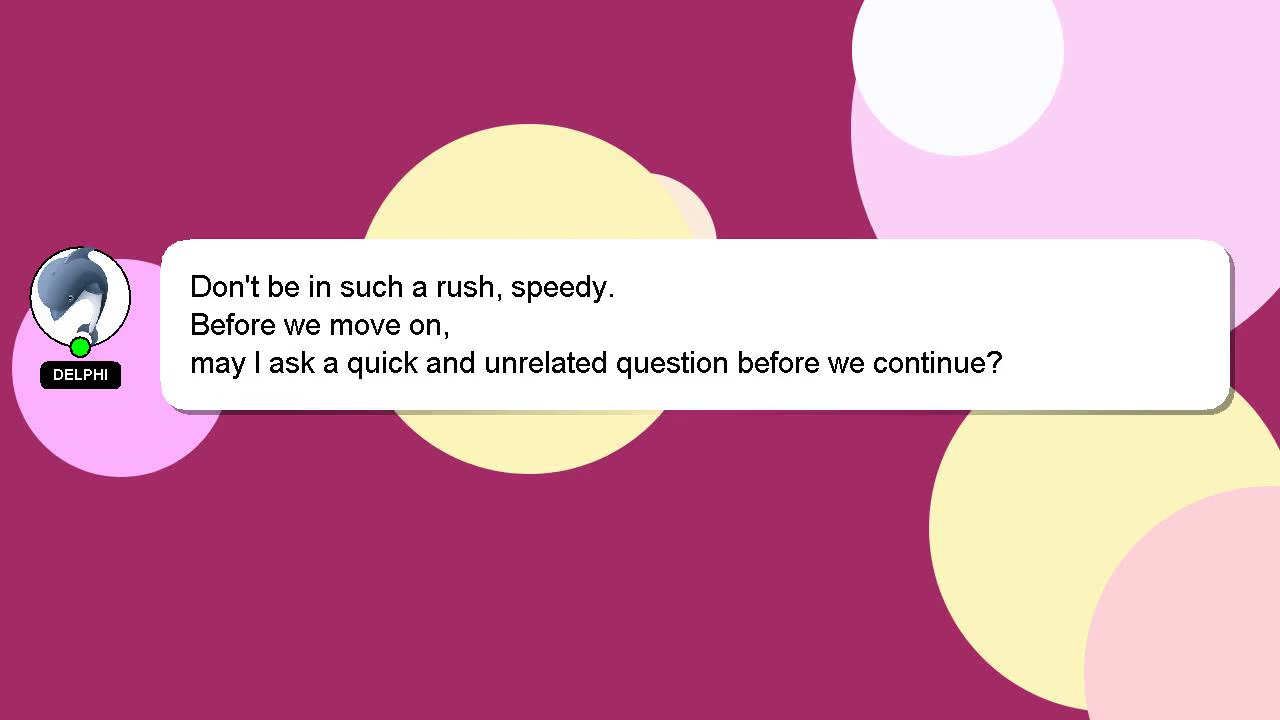 Don't be in such a rush, speedy.
Before we move on,
may I ask a quick and unrelated question before we continue?
DELPHI